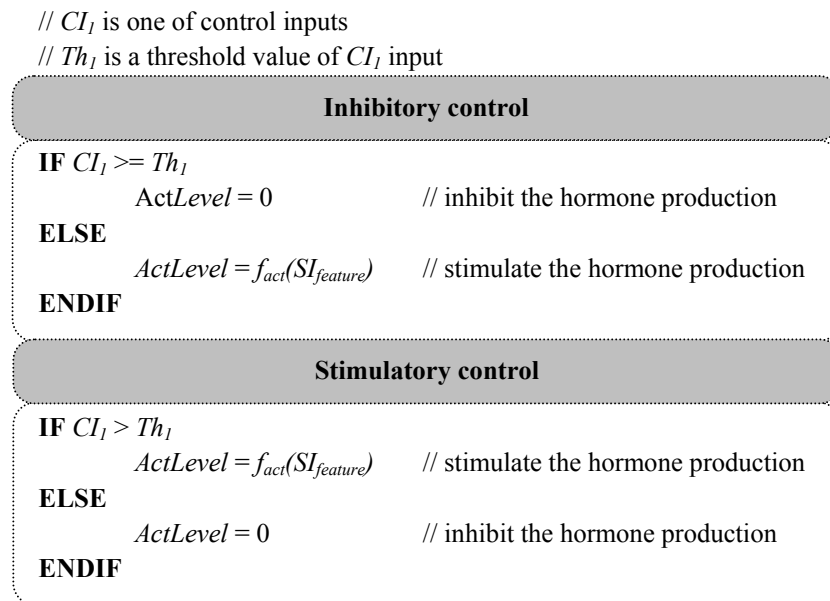 // CI1 is one of control inputs
// Th1 is a threshold value of CI1 input
Inhibitory control
IF CI1 >= Th1
ActLevel = 0 // inhibit the hormone production
ELSE
ActLevel = fact(SIfeature) // stimulate the hormone production
ENDIF
Stimulatory control
IF CI1 > Th1
ActLevel = fact(SIfeature) // stimulate the hormone production
ELSE
ActLevel = 0 // inhibit the hormone production
ENDIF